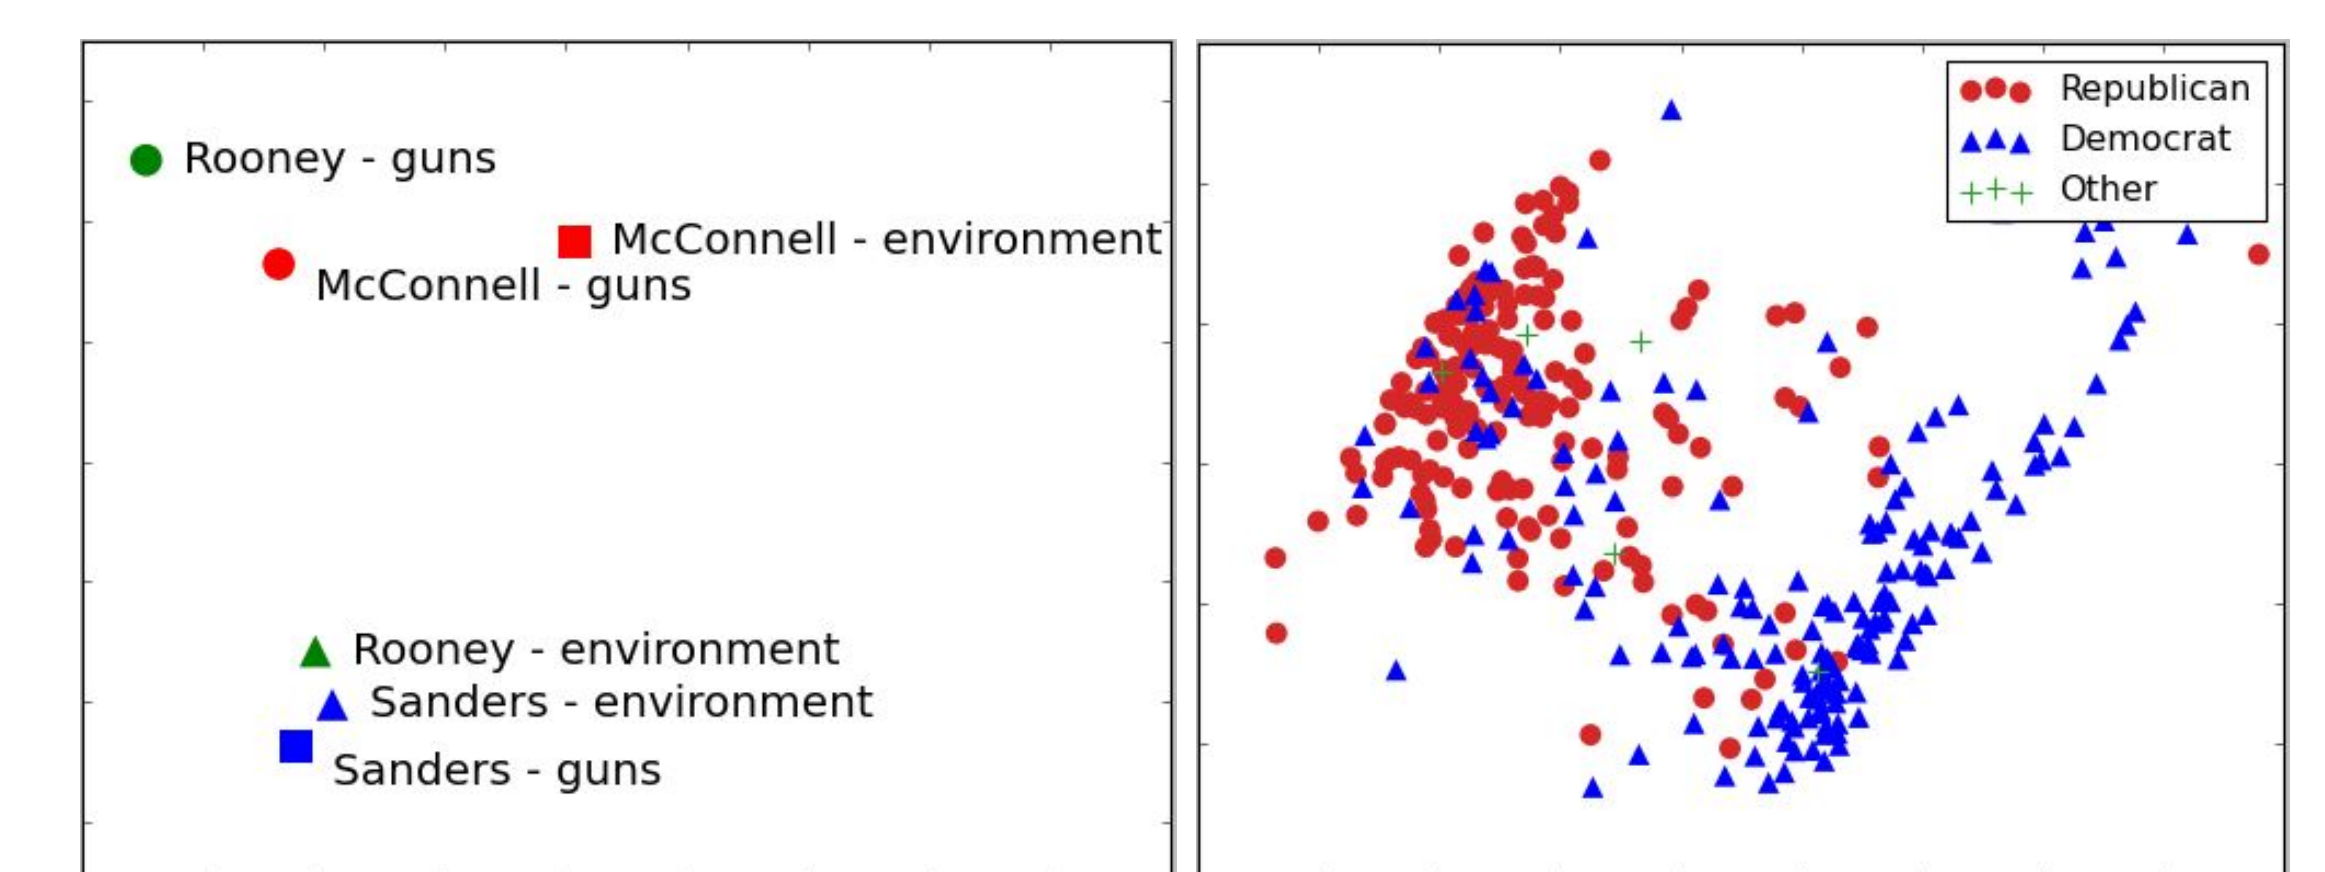 Rooney - guns
McConnell - environment
McConnell - guns
Rooney - environment
Sanders - environment
Sanders - guns
Republican
Democrat
Other